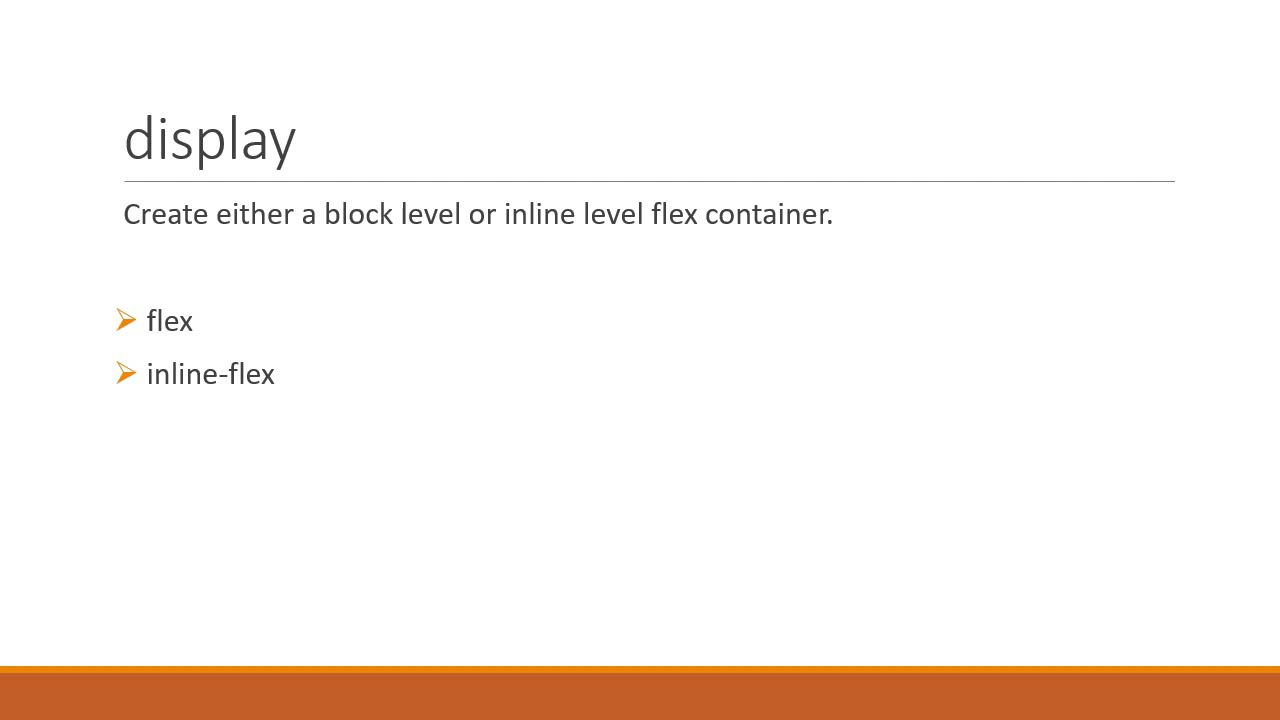 display
Create either a block level or inline level flex container.
flex
inline-flex